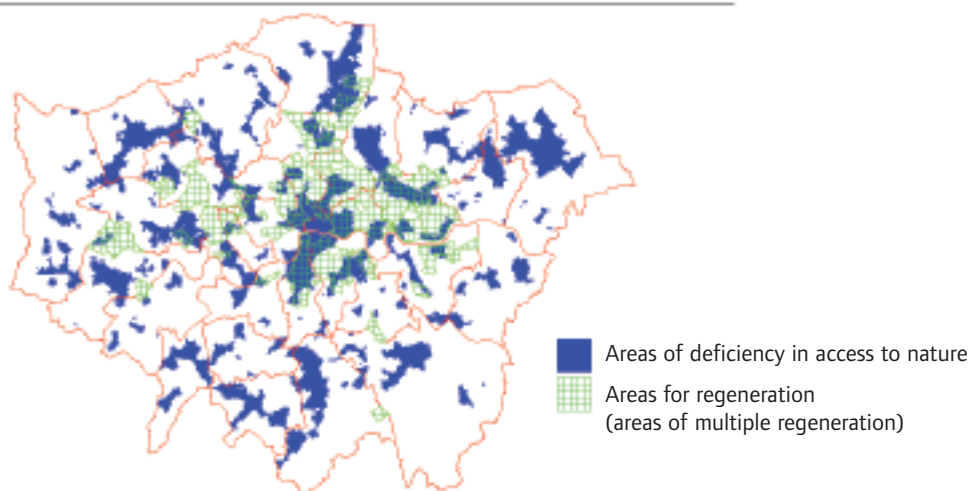 Areas of deficiency in access to nature
Areas for regeneration
(areas of multiple regeneration)